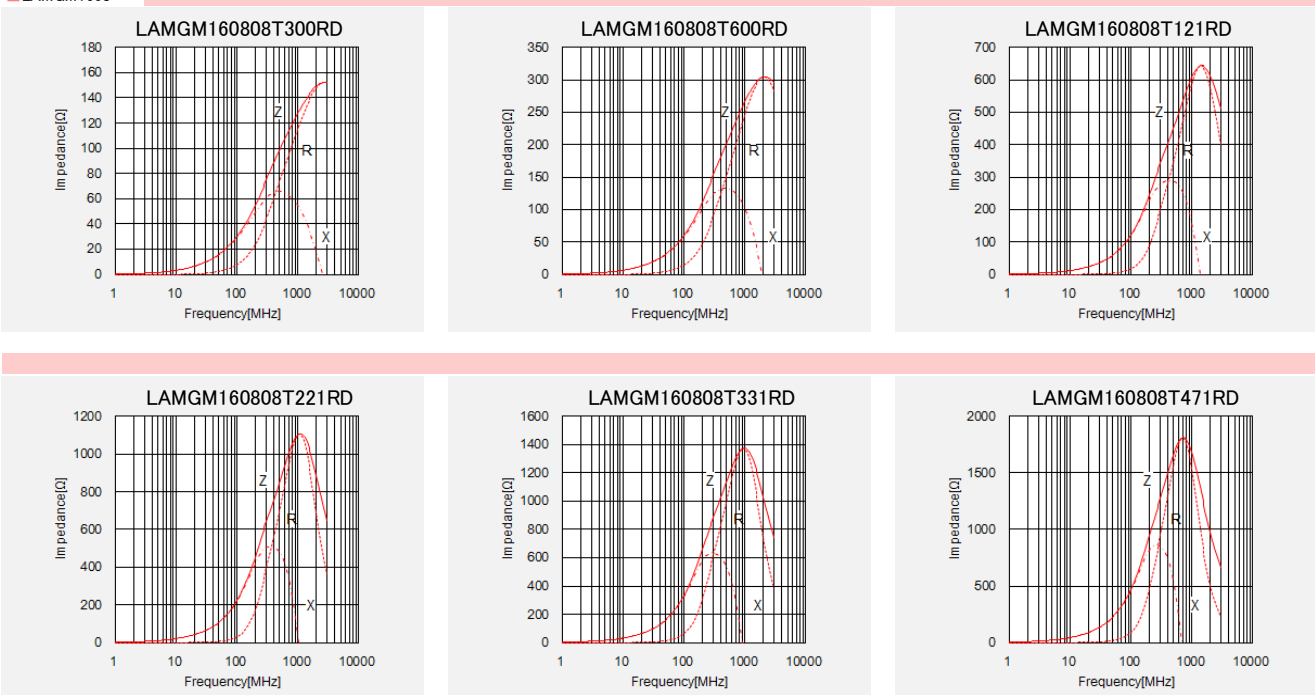 LAMGM160808T300RD
180
160
140
120
100
80
60
40
20
0
Impedance[Ω]
Z
R
X
1 10 100 1000 10000
Frequency[MHz]
LAMGM160808T600RD
350
300
250
200
150
100
50
0
Impedance[Ω]
Z
R
X
1 10 100 1000 10000
Frequency[MHz]
LAMGM160808T121RD
700
600
500
400
300
200
100
0
Impedance[Ω]
Z
R
X
1 10 100 1000 10000
Frequency[MHz]
LAMGM160808T221RD
1200
1000
800
600
400
200
0
Impedance[Ω]
Z
R
X
1 10 100 1000 10000
Frequency[MHz]
LAMGM160808T331RD
1600
1400
1200
1000
800
600
400
200
0
Impedance[Ω]
Z
R
X
1 10 100 1000 10000
Frequency[MHz]
LAMGM160808T471RD
2000
1500
1000
500
0
Impedance[Ω]
Z
R
X
1 10 100 1000 10000
Frequency[MHz]